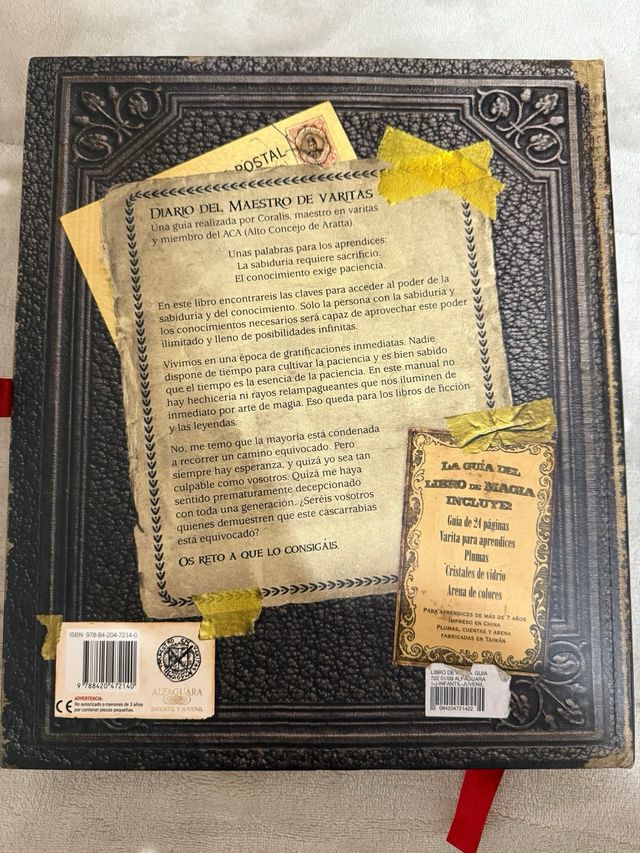 POSTAL
DIARIO DEL MAESTRO DE VARITAS
Una guía realizada por Coralis, maestro en varitas
y miembro del ACA (Alto Concejo de Aratta).
Unas palabras para los aprendices:
La sabiduría requiere sacrificio.
El conocimiento exige paciencia.
En este libro encontrareis las claves para acceder al poder de la
sabiduría y del conocimiento. Sólo la persona con la sabiduría y
los conocimientos necesarios será capaz de aprovechar este poder
ilimitado y lleno de posibilidades infinitas.
Vivimos en una época de gratificaciones inmediatas. Nadie
dispone de tiempo para cultivar la paciencia y es bien sabido
que el tiempo es la esencia de la paciencia. En este manual no
hay hechicería ni rayos relampagueantes que nos iluminen de
inmediato por arte de magia. Eso queda para los libros de ficción
y las leyendas.
No, me temo que la mayoría está condenada
a recorrer un camino equivocado. Pero
siempre hay esperanza, y quizá yo sea tan
culpable como vosotros. Quizá me haya
sentido prematuramente decepcionado
con toda una generación. ¿Seréis vosotros
quienes demuestren que este cascarrabias
está equivocado?
OS RETO A QUE LO CONSIGÁIS.
LA GUÍA DEL
LIBRO DE MAGIA
INCLUYE:
Guía de 24 páginas
Varita para aprendices
Plumas
Cristales de vidrio
Arena de colores
PARA APRENDICES DE MÁS DE 7 AÑOS
IMPRESO EN CHINA
PLUMAS, CUENTAS Y ARENA
FABRICADAS EN TAIWÁN
ISBN: 978-84-204-7214-0
9 788420 472140
ADVERTENCIA:
CE No autorizado a menores de 3 años
por contener piezas pequeñas.
ALFAGUARA
INFANTIL Y JUVENIL
GUIA
722 01/09 ALFAGUARA
INFANTIL-JUVENIL
084204721422